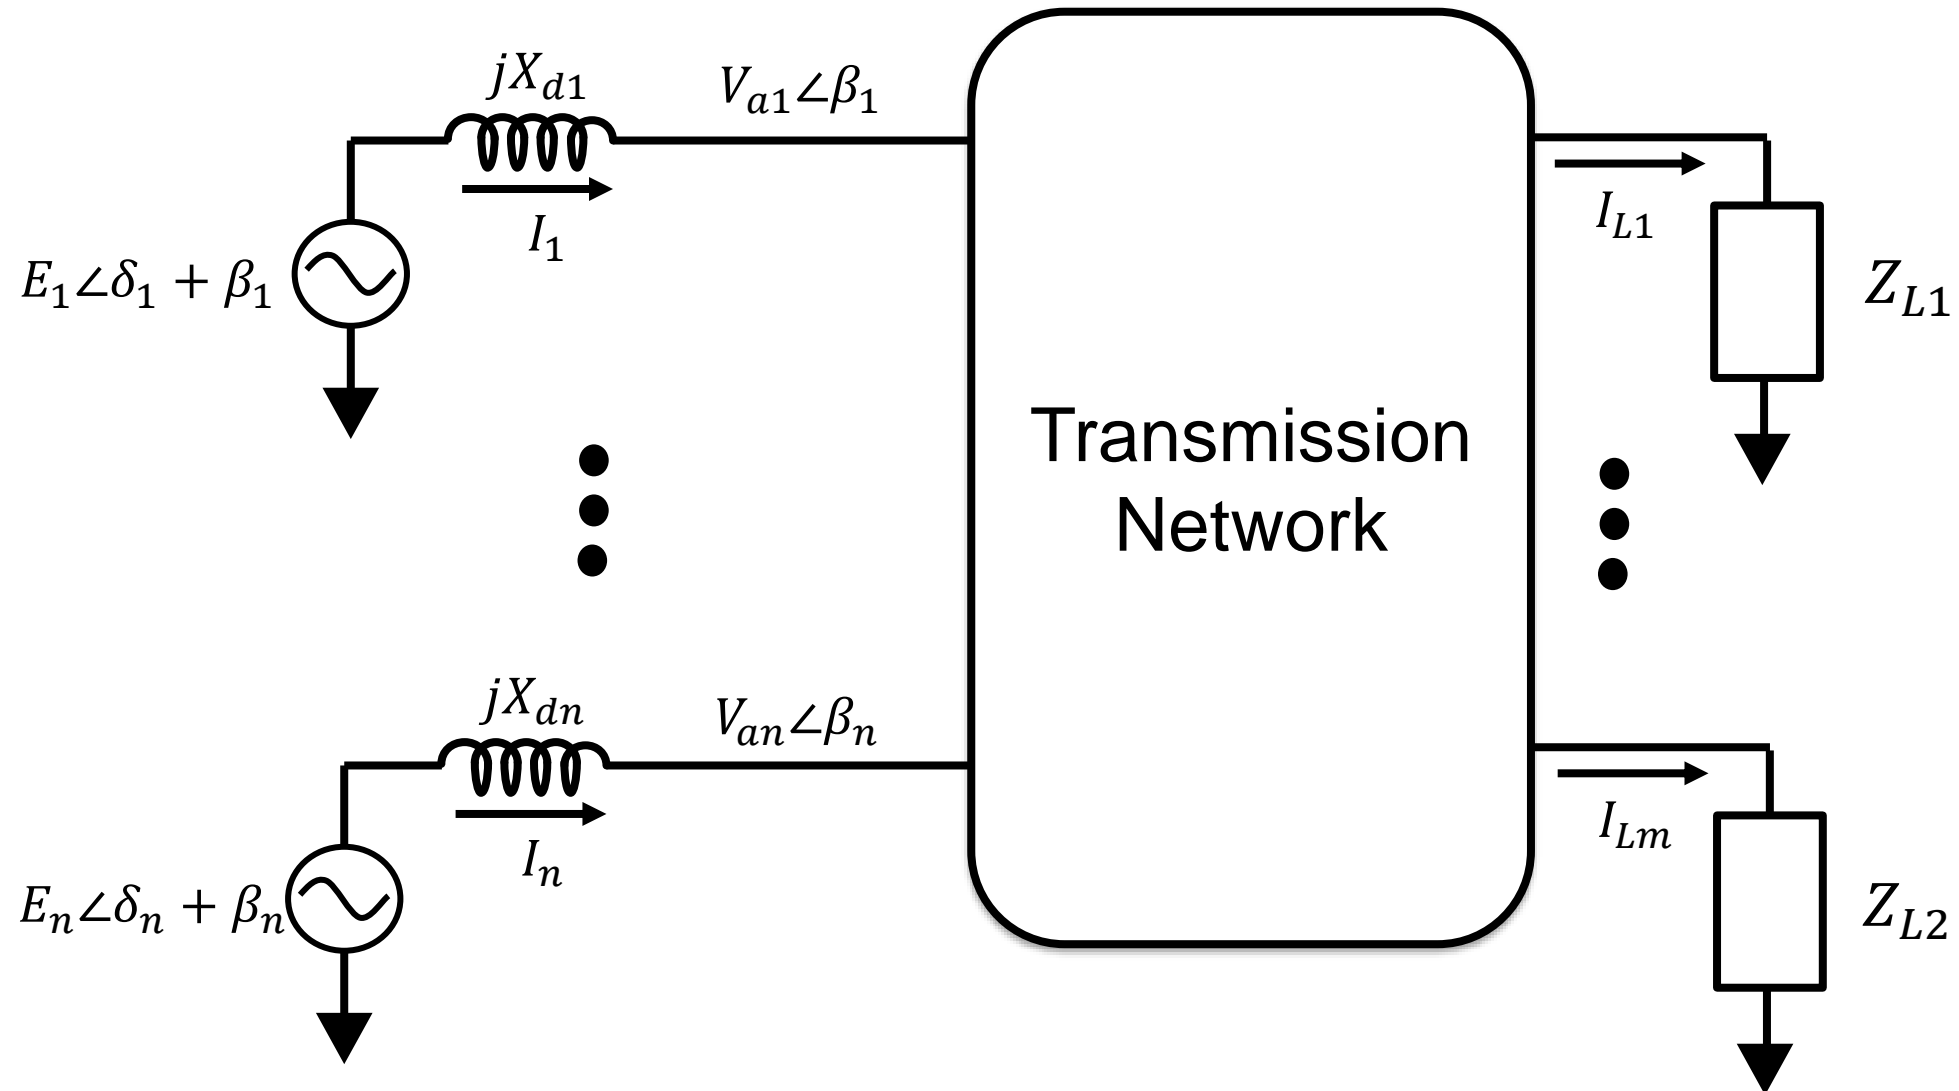 jX_{d1}
V_{a1}∠β_1
I_1
E_1∠δ_1 + β_1
I_{L1}
Z_{L1}
Transmission
Network
jX_{dn}
V_{an}∠β_n
I_n
E_n∠δ_n + β_n
I_{Lm}
Z_{L2}